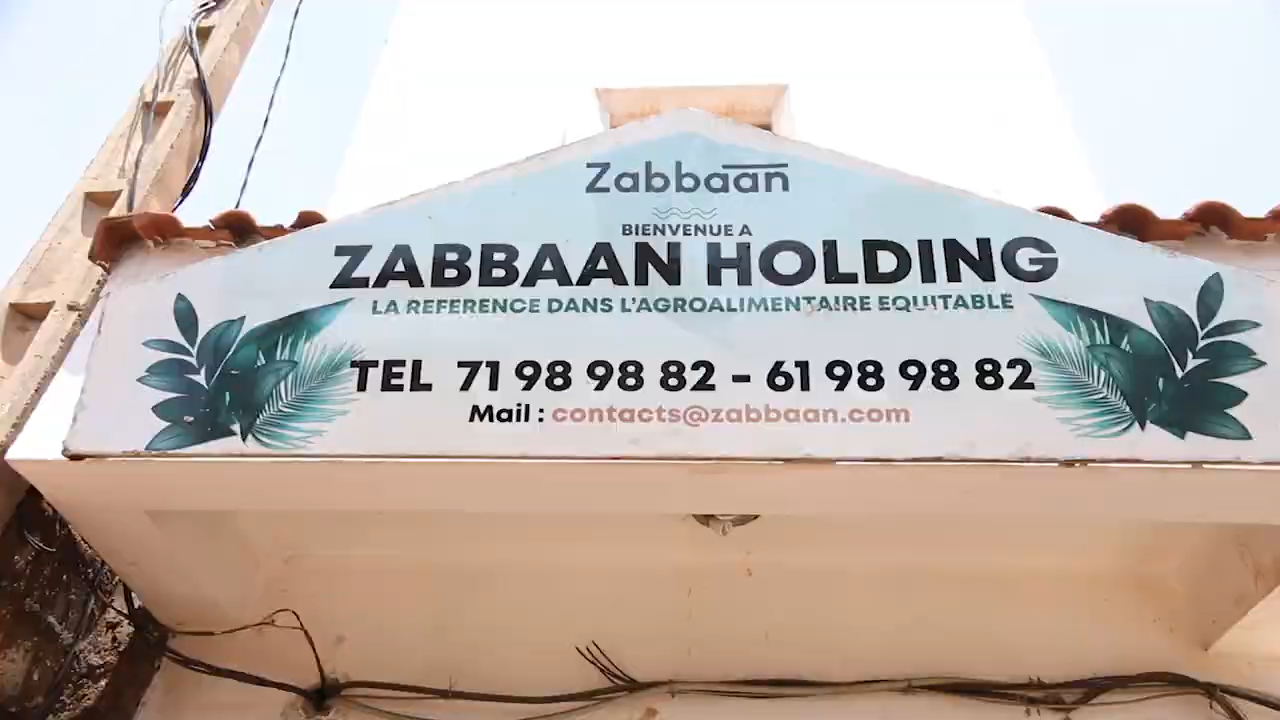 Zabbaan
BIENVENUE A
ZABBAAN HOLDING
LA REFERENCE DANS L'AGROALIMENTAIRE EQUITABLE
TEL 71 98 98 82 - 61 98 98 82
Mail : contacts@zabbaan.com